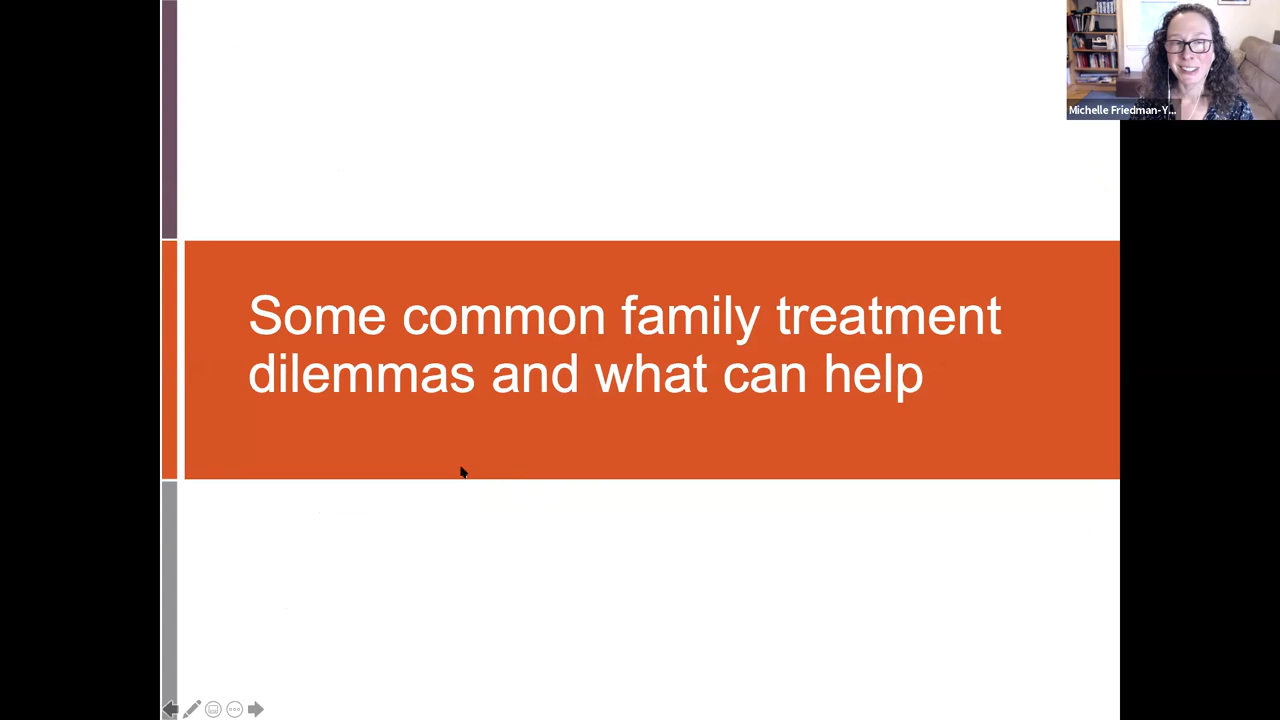 Michelle Friedman-Y...
Some common family treatment
dilemmas and what can help